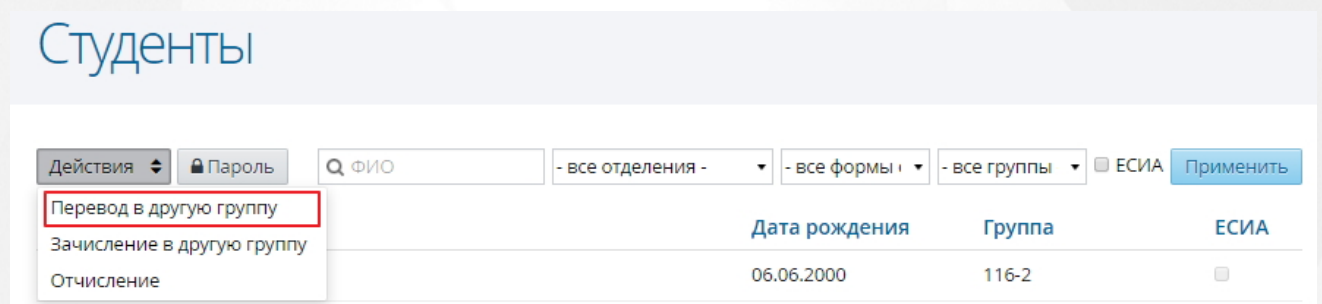 Студенты
Действия Пароль ФИО - все отделения - - все формы - все группы ЕСИА Применить
Перевод в другую группу
Дата рождения Группа ЕСИА
Зачисление в другую группу
Отчисление 06.06.2000 116-2